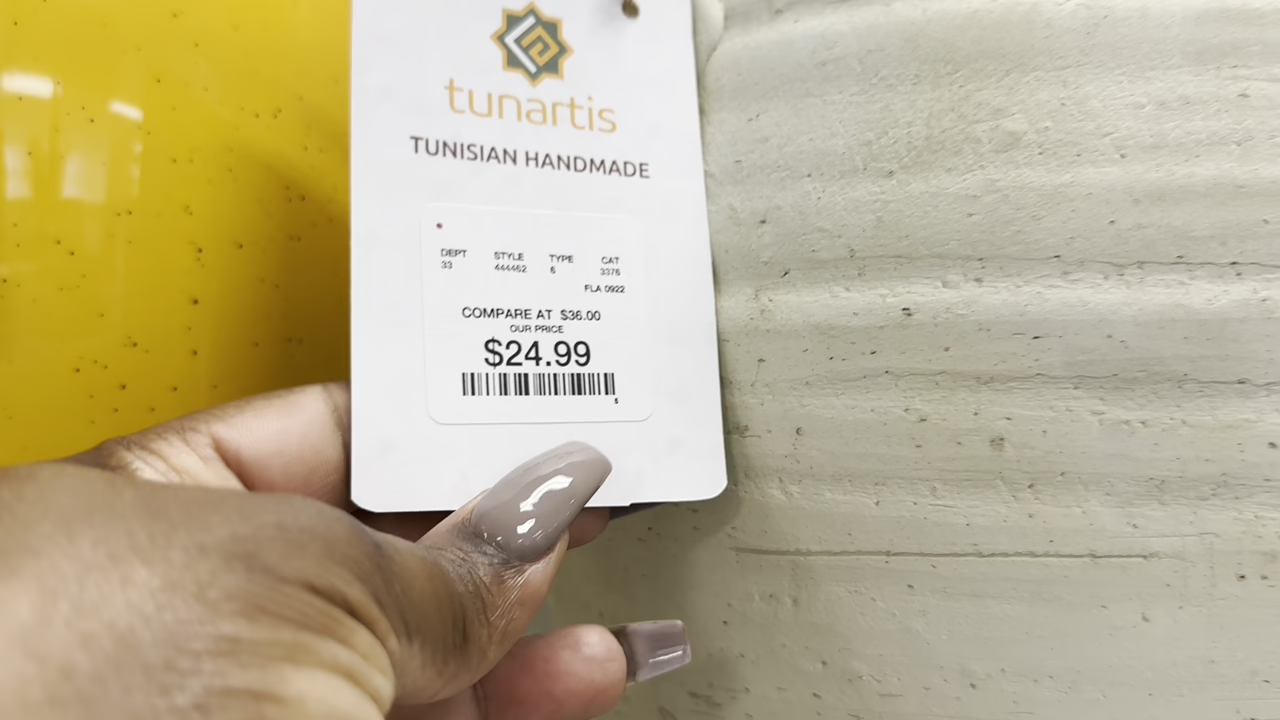 tunartis
TUNISIAN HANDMADE
DEPT STYLE TYPE CAT
33 444462 6 3376
FLA 0922
COMPARE AT $36.00
OUR PRICE
$24.99
5